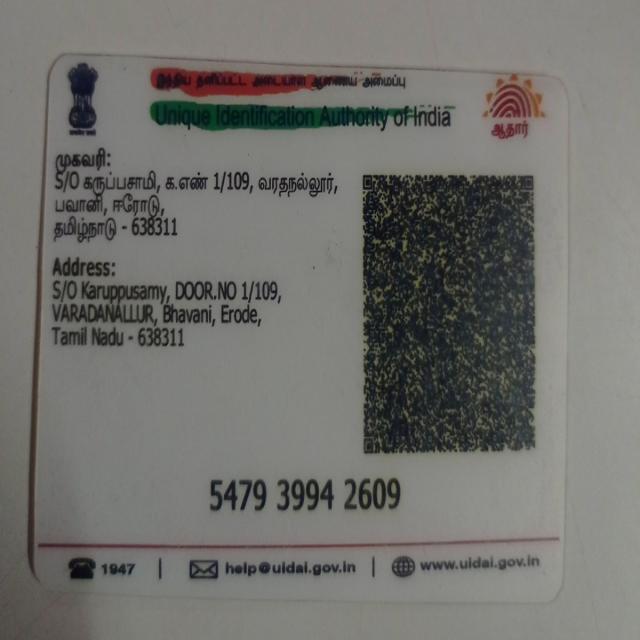 இந்திய தனிப்பட்ட அடையாள ஆணைய அமைப்பு
Unique Identification Authority of India
ஆதார்
முகவரி:
S/O கருப்பசாமி, க.எண் 1/109, வரதநல்லூர்,
பவானி, ஈரோடு,
தமிழ்நாடு - 638311
Address:
S/O Karuppusamy, DOOR.NO 1/109,
VARADANALLUR, Bhavani, Erode,
Tamil Nadu - 638311
5479 3994 2609
1947 | help@uidai.gov.in | www.uidai.gov.in